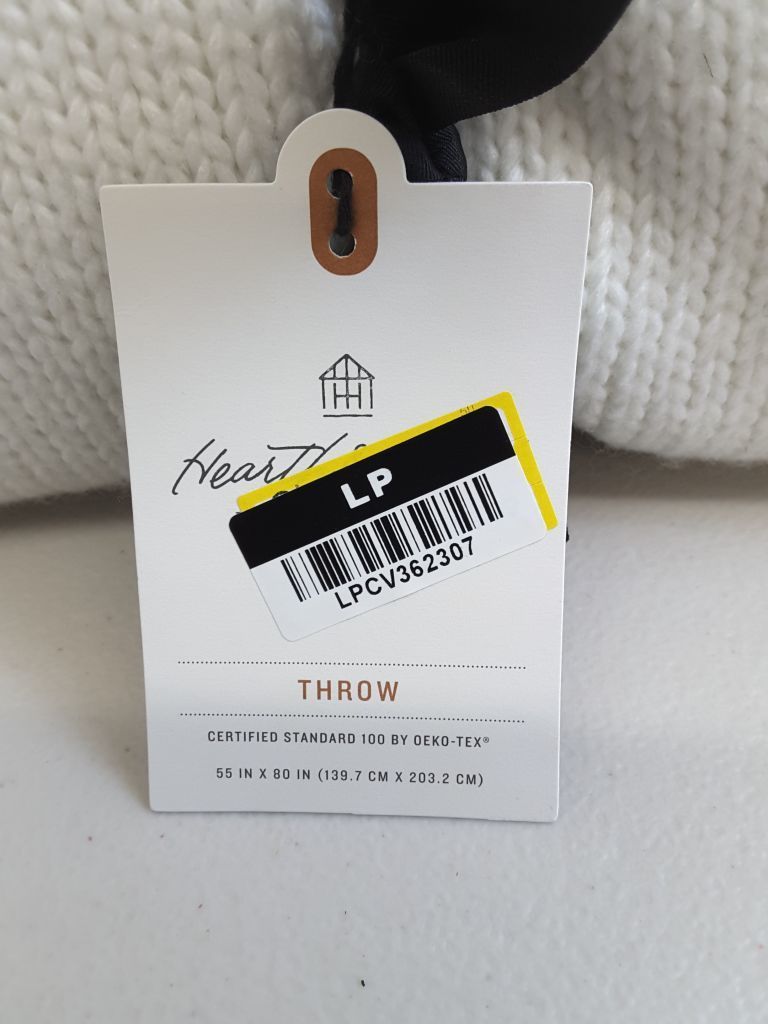 LP
LPCV362307
THROW
CERTIFIED STANDARD 100 BY OEKO-TEX®
55 IN X 80 IN (139.7 CM X 203.2 CM)